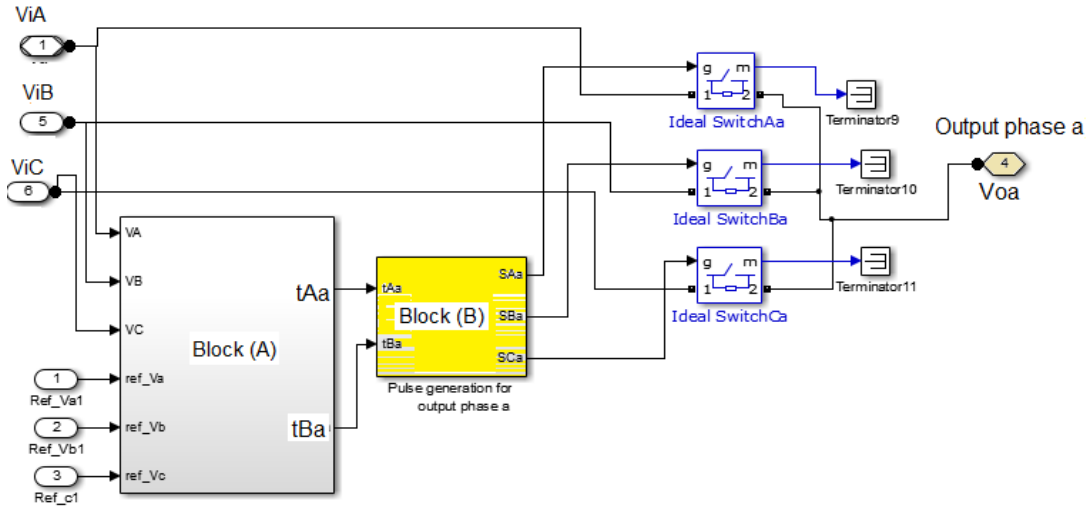 ViA
1
ViB
5
ViC
6
VA
VB
VC
ref_Va
ref_Vb
ref_Vc
Block (A)
tAa
tBa
1
Ref_Va1
2
Ref_Vb1
3
Ref_c1
tAa
tBa
Block (B)
SAa
SBa
SCa
Pulse generation for
output phase a
g m
1 2
Ideal SwitchAa
Terminator9
g m
1 2
Ideal SwitchBa
Terminator10
g m
1 2
Ideal SwitchCa
Terminator11
Output phase a
4
Voa